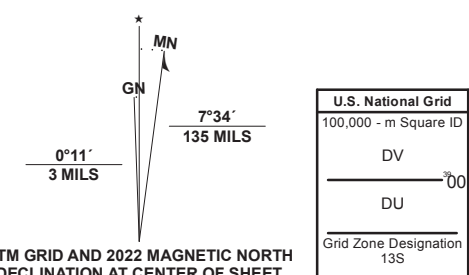 ★
MN
GN
7°34´
135 MILS
0°11´
3 MILS
TM GRID AND 2022 MAGNETIC NORTH
DECLINATION AT CENTER OF SHEET
U.S. National Grid
100,000 - m Square ID
DV
3900
DU
Grid Zone Designation
13S